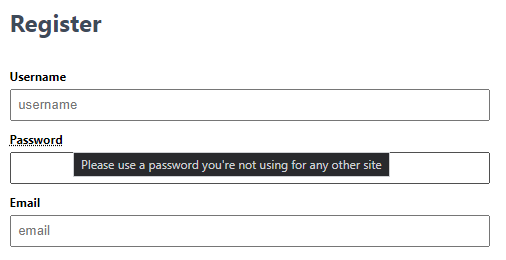 Register
Username
username
Password
Please use a password you're not using for any other site
Email
email